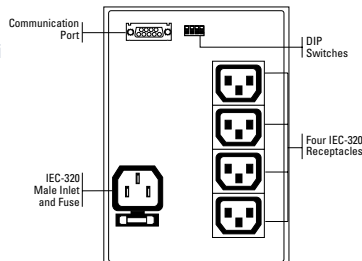 Communication
Port
DIP
Switches
Four IEC-320
Receptacles
IEC-320
Male Inlet
and Fuse